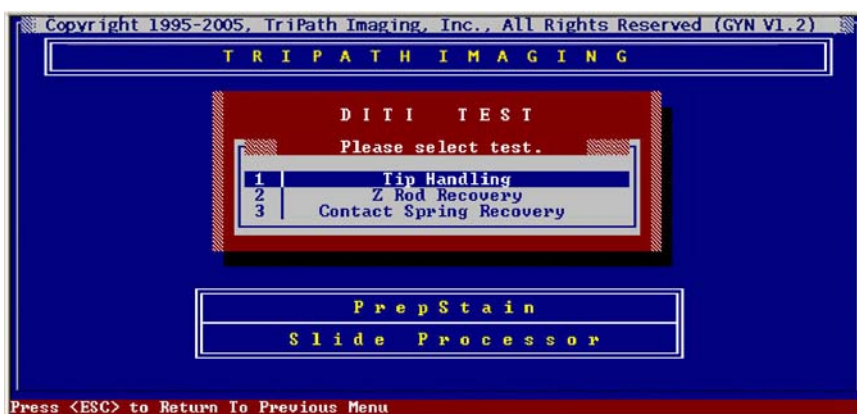 Copyright 1995-2005, TriPath Imaging, Inc., All Rights Reserved (GYN V1.2)
T R I P A T H I M A G I N G
D I T I T E S T
Please select test.
1 Tip Handling
2 Z Rod Recovery
3 Contact Spring Recovery
P r e p S t a i n
S l i d e P r o c e s s o r
Press <ESC> to Return To Previous Menu